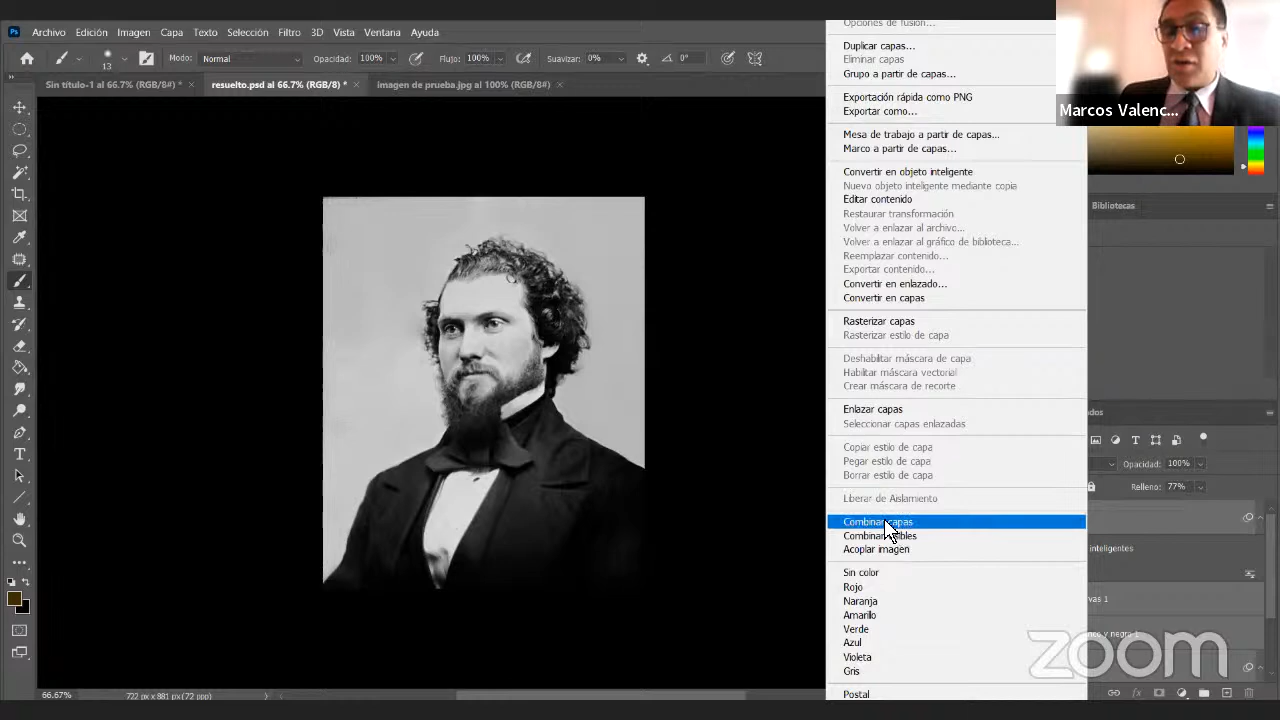 Ps Archivo Edición Imagen Capa Texto Selección Filtro 3D Vista Ventana Ayuda
13 Modo: Normal Opacidad: 100% Flujo: 100% Suavizar: 0% 0°
Sin título-1 al 66.7% (RGB/8#) * × resuelto.psd al 66.7% (RGB/8) * × imagen de prueba.jpg al 100% (RGB/8#) ×
Opciones de fusión...
Duplicar capas...
Eliminar capas
Grupo a partir de capas...
Exportación rápida como PNG
Exportar como...
Mesa de trabajo a partir de capas...
Marco a partir de capas...
Convertir en objeto inteligente
Nuevo objeto inteligente mediante copia
Editar contenido
Restaurar transformación
Volver a enlazar al archivo...
Volver a enlazar al gráfico de biblioteca...
Reemplazar contenido...
Exportar contenido...
Convertir en enlazado...
Convertir en capas
Rasterizar capas
Rasterizar estilo de capa
Deshabilitar máscara de capa
Habilitar máscara vectorial
Crear máscara de recorte
Enlazar capas
Seleccionar capas enlazadas
Copiar estilo de capa
Pegar estilo de capa
Borrar estilo de capa
Liberar de Aislamiento
Combinar capas
Combinar visibles
Acoplar imagen
Sin color
Rojo
Naranja
Amarillo
Verde
Azul
Violeta
Gris
Postal
Marcos Valenc...
Bibliotecas
ados
Opacidad: 100%
Relleno: 77%
inteligentes
vas 1
nco y negro 1
zoom
66.67% 722 px x 881 px (72 ppp)